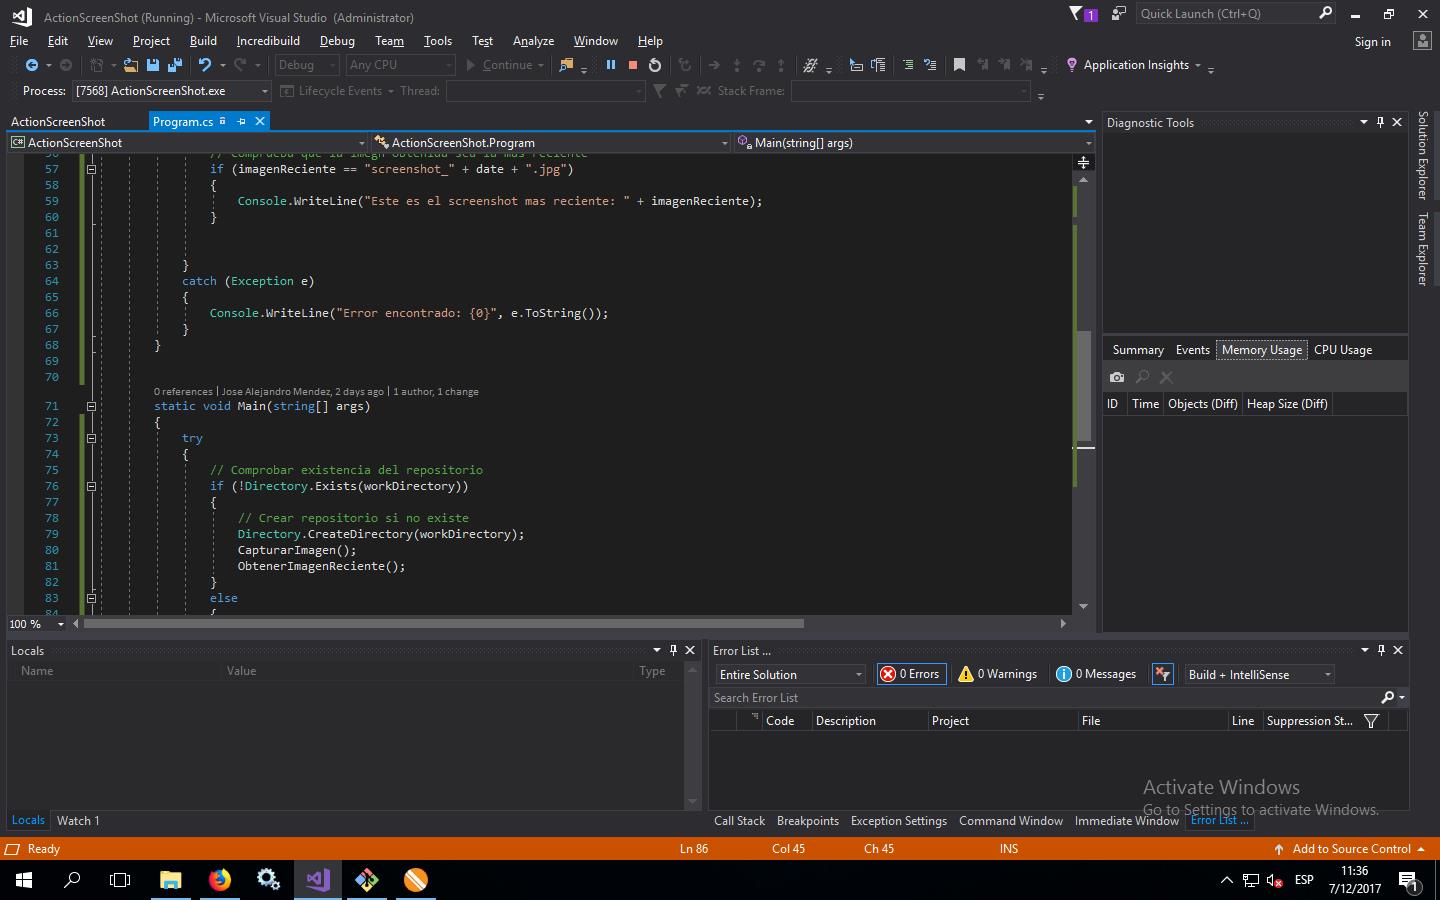 ActionScreenShot (Running) - Microsoft Visual Studio (Administrator)
1
Quick Launch (Ctrl+Q)
File Edit View Project Build Incredibuild Debug Team Tools Test Analyze Window Help
Sign in
Debug Any CPU Continue Application Insights
Process: [7568] ActionScreenShot.exe Lifecycle Events Thread: Stack Frame:
ActionScreenShot Program.cs
C# ActionScreenShot ActionScreenShot.Program Main(string[] args)
56 // Comprueba que la imegn obtenida sea la mas reciente
57 if (imagenReciente == "screenshot_" + date + ".jpg")
58 {
59 Console.WriteLine("Este es el screenshot mas reciente: " + imagenReciente);
60 }
61
62
63 }
64 catch (Exception e)
65 {
66 Console.WriteLine("Error encontrado: {0}", e.ToString());
67 }
68 }
69
70
0 references | Jose Alejandro Mendez, 2 days ago | 1 author, 1 change
71 static void Main(string[] args)
72 {
73 try
74 {
75 // Comprobar existencia del repositorio
76 if (!Directory.Exists(workDirectory))
77 {
78 // Crear repositorio si no existe
79 Directory.CreateDirectory(workDirectory);
80 CapturarImagen();
81 ObtenerImagenReciente();
82 }
83 else
84 {
100 %
Diagnostic Tools
Summary Events Memory Usage CPU Usage
ID Time Objects (Diff) Heap Size (Diff)
Solution Explorer
Team Explorer
Locals
Name Value Type
Locals Watch 1
Error List ...
Entire Solution 0 Errors 0 Warnings 0 Messages Build + IntelliSense
Search Error List
Code Description Project File Line Suppression St...
Activate Windows
Go to Settings to activate Windows.
Call Stack Breakpoints Exception Settings Command Window Immediate Window Error List ...
Ready Ln 86 Col 45 Ch 45 INS Add to Source Control
ESP
11:36
7/12/2017
1